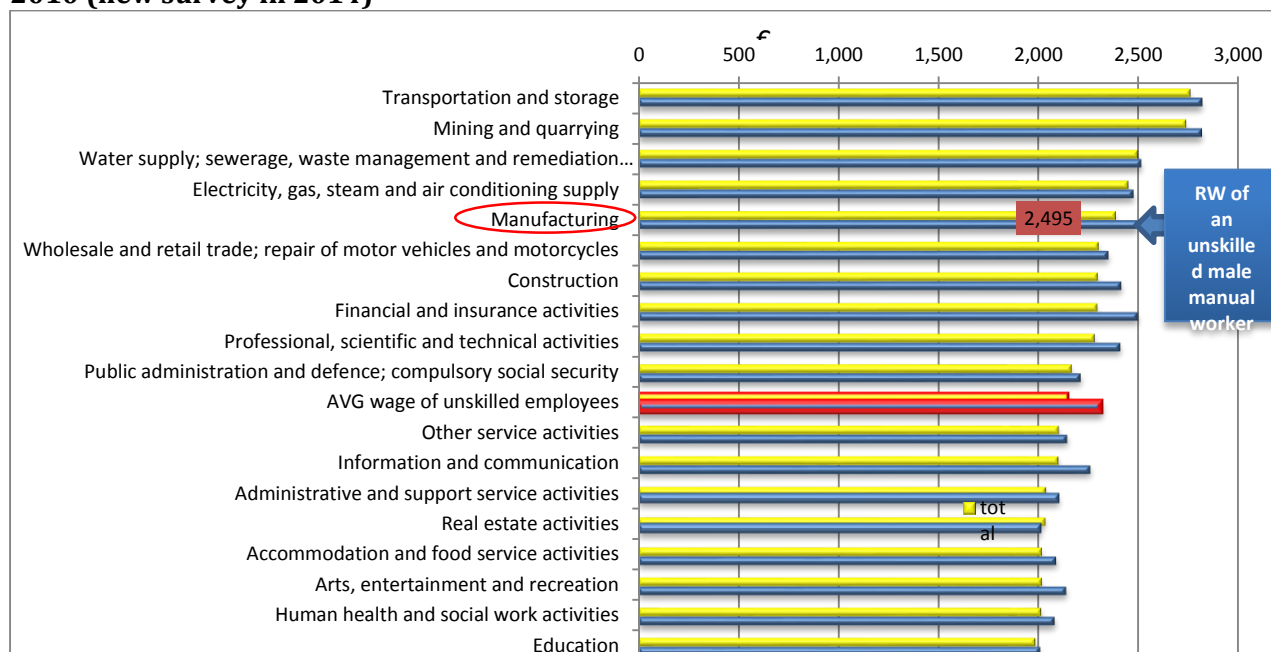 2010 (new survey in 2014)
€
0 500 1,000 1,500 2,000 2,500 3,000
Transportation and storage
Mining and quarrying
Water supply; sewerage, waste management and remediation...
Electricity, gas, steam and air conditioning supply
Manufacturing
2,495
RW of
an
unskille
d male
manual
worker
Wholesale and retail trade; repair of motor vehicles and motorcycles
Construction
Financial and insurance activities
Professional, scientific and technical activities
Public administration and defence; compulsory social security
AVG wage of unskilled employees
Other service activities
Information and communication
Administrative and support service activities
tot
al
Real estate activities
Accommodation and food service activities
Arts, entertainment and recreation
Human health and social work activities
Education